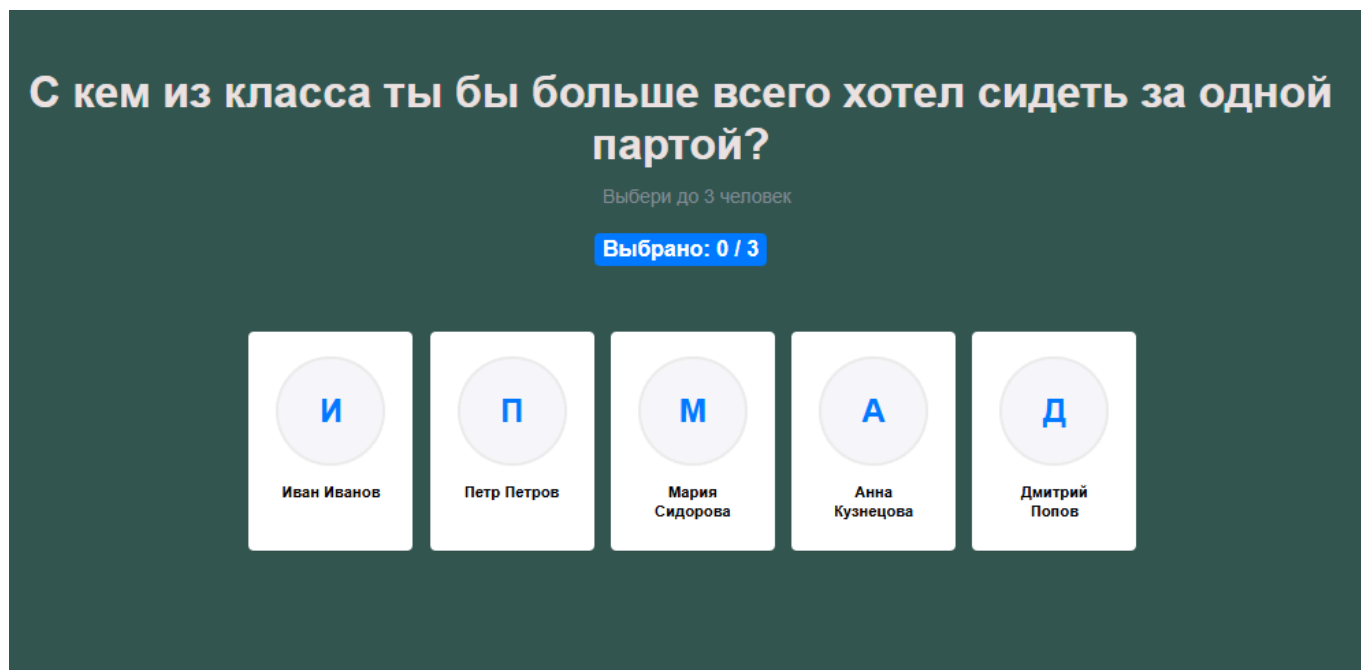 С кем из класса ты бы больше всего хотел сидеть за одной
партой?
Выбери до 3 человек
Выбрано: 0 / 3
И
П
М
А
Д
Иван Иванов
Петр Петров
Мария
Сидорова
Анна
Кузнецова
Дмитрий
Попов